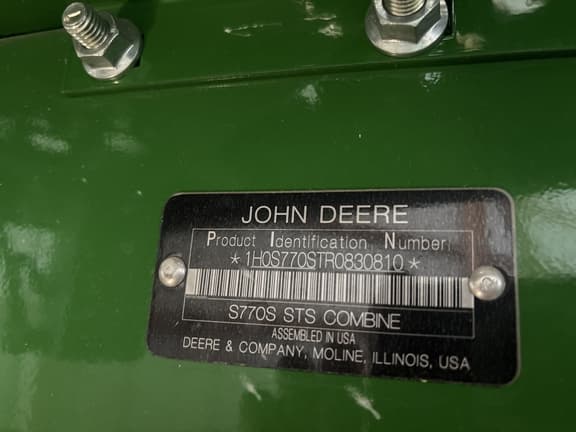 JOHN DEERE
Product Identification Number
*1H0S770STR0830810*
S770S STS COMBINE
ASSEMBLED IN USA
DEERE & COMPANY, MOLINE, ILLINOIS, USA